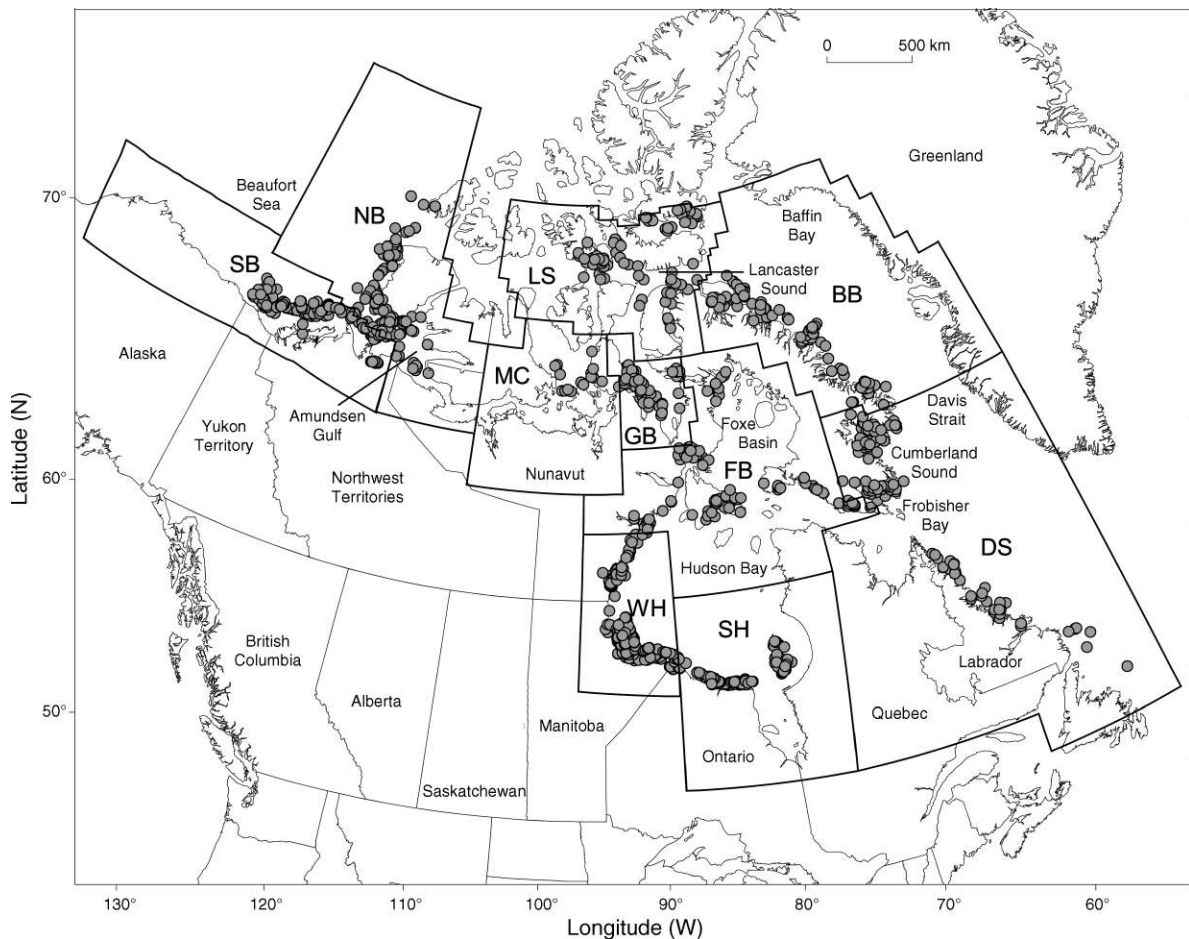 0 500 km
Greenland
Beaufort
Sea
70°
NB
Baffin
Bay
SB
LS
Lancaster
Sound
BB
Alaska
MC
Davis
Strait
Amundsen
Gulf
Yukon
Territory
GB
Foxe
Basin
Cumberland
Sound
Latitude (N)
60°
Northwest
Territories
Nunavut
FB
Frobisher
Bay
DS
Hudson Bay
WH
SH
British
Columbia
Labrador
Alberta
Manitoba
Quebec
50°
Ontario
Saskatchewan
130° 120° 110° 100° 90° 80° 70° 60°
Longitude (W)